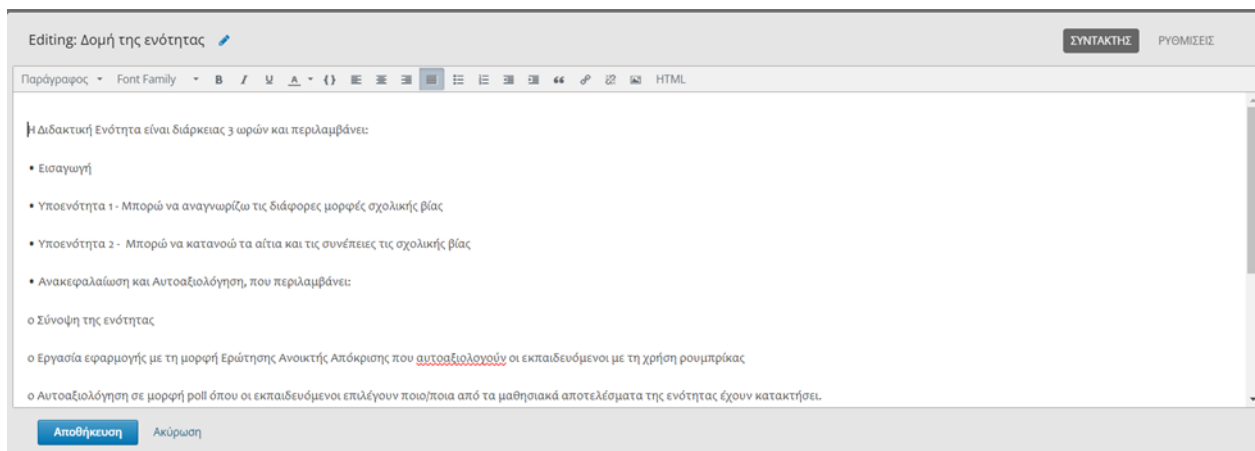 Editing: Δομή της ενότητας
ΣΥΝΤΑΚΤΗΣ ΡΥΘΜΙΣΕΙΣ
Παράγραφος Font Family B I U A {} HTML
Η Διδακτική Ενότητα είναι διάρκειας 3 ωρών και περιλαμβάνει:
• Εισαγωγή
• Υποενότητα 1 - Μπορώ να αναγνωρίζω τις διάφορες μορφές σχολικής βίας
• Υποενότητα 2 - Μπορώ να κατανοώ τα αίτια και τις συνέπειες τις σχολικής βίας
• Ανακεφαλαίωση και Αυτοαξιολόγηση, που περιλαμβάνει:
ο Σύνοψη της ενότητας
ο Εργασία εφαρμογής με τη μορφή Ερώτησης Ανοικτής Απόκρισης που αυτοαξιολογούν οι εκπαιδευόμενοι με τη χρήση ρουμπρίκας
ο Αυτοαξιολόγηση σε μορφή poll όπου οι εκπαιδευόμενοι επιλέγουν ποιο/ποια από τα μαθησιακά αποτελέσματα της ενότητας έχουν κατακτήσει.
Αποθήκευση Ακύρωση